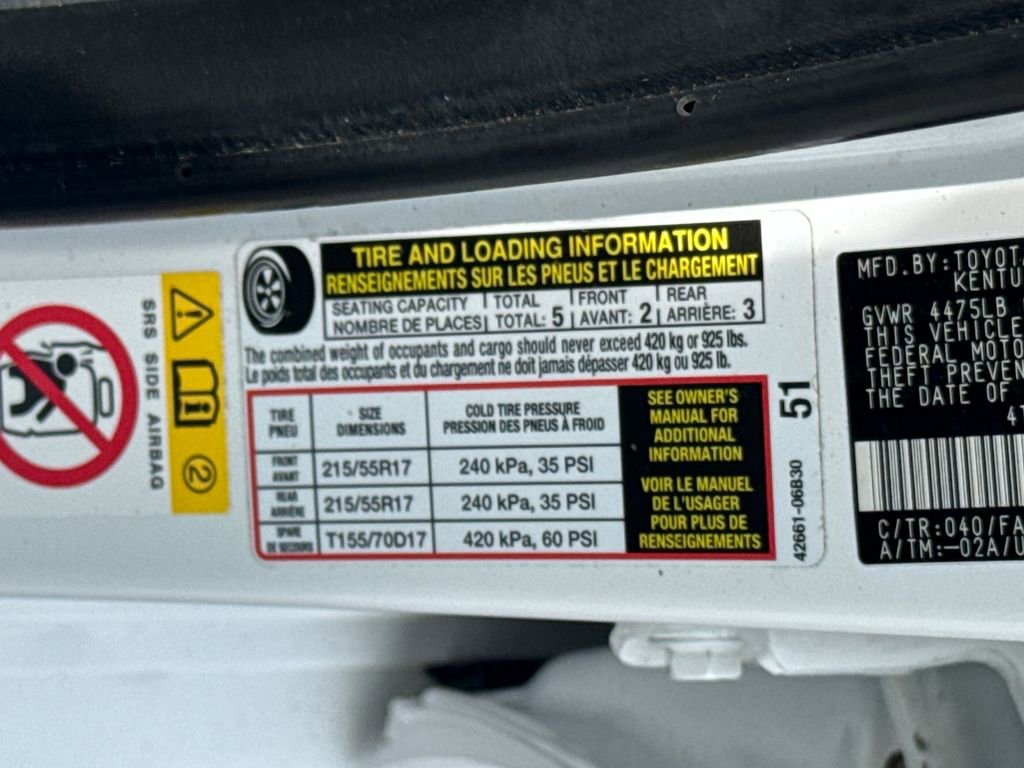 TIRE AND LOADING INFORMATION
RENSEIGNEMENTS SUR LES PNEUS ET LE CHARGEMENT
SEATING CAPACITY TOTAL FRONT REAR
NOMBRE DE PLACES TOTAL: 5 AVANT: 2 ARRIÈRE: 3
The combined weight of occupants and cargo should never exceed 420 kg or 925 lbs.
Le poids total des occupants et du chargement ne doit jamais dépasser 420 kg ou 925 lb.
TIRE SIZE COLD TIRE PRESSURE
PNEU DIMENSIONS PRESSION DES PNEUS À FROID
FRONT
AVANT 215/55R17 240 kPa, 35 PSI
REAR
ARRIÈRE 215/55R17 240 kPa, 35 PSI
SPARE
DE SECOURS T155/70D17 420 kPa, 60 PSI
SEE OWNER'S
MANUAL FOR
ADDITIONAL
INFORMATION
VOIR LE MANUEL
DE L'USAGER
POUR PLUS DE
RENSEIGNEMENTS
51
42661-06B30
SRS SIDE AIRBAG
2
MFD.BY:TOYOT
KENTU
GVWR 4475LB
THIS VEHICLE
FEDERAL MOTO
THEFT PREVEN
THE DATE OF
4
C/TR:040/FA
A/TM:-02A/U